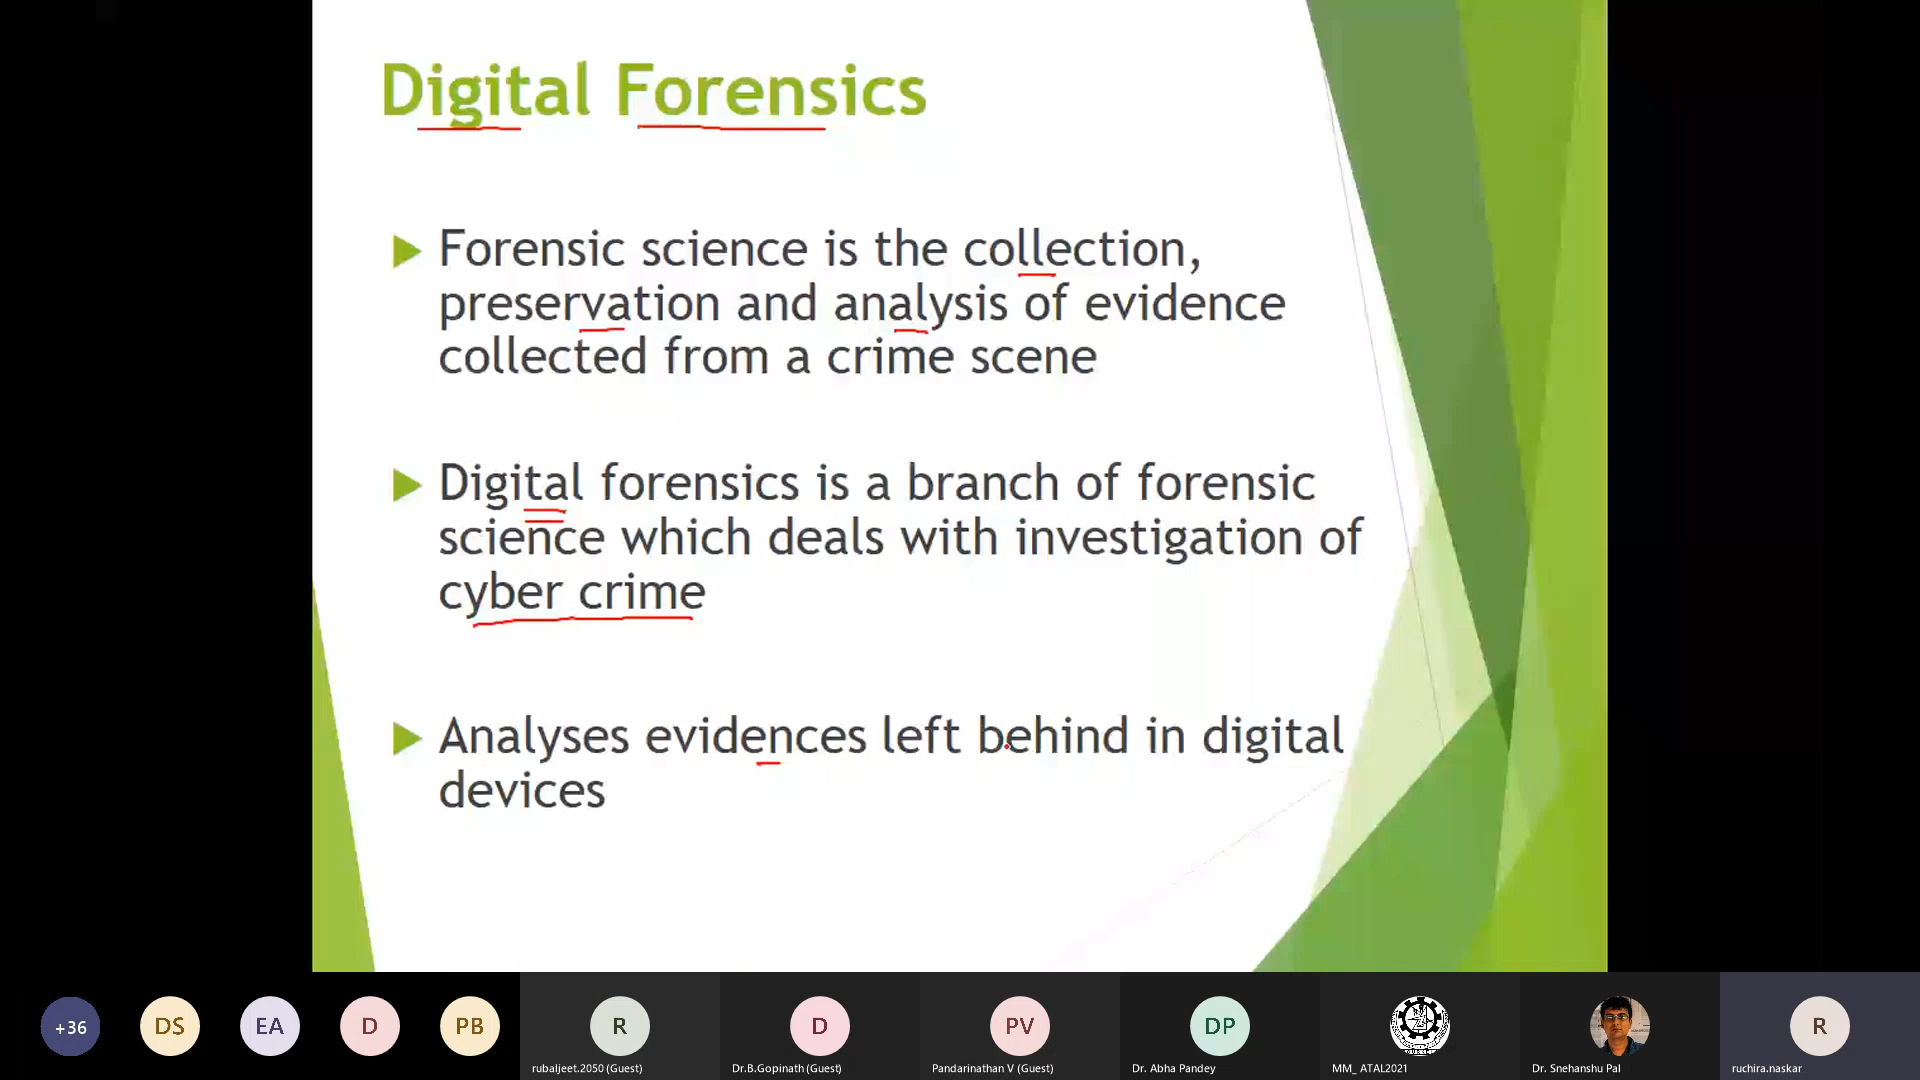 Digital Forensics
Forensic science is the collection,
preservation and analysis of evidence
collected from a crime scene
Digital forensics is a branch of forensic
science which deals with investigation of
cyber crime
Analyses evidences left behind in digital
devices
+36
DS
EA
D
PB
R
D
PV
DP
R
rubaljeet.2050 (Guest)
Dr.B.Gopinath (Guest)
Pandarinathan V (Guest)
Dr. Abha Pandey
MM_ ATAL2021
Dr. Snehanshu Pal
ruchira.naskar